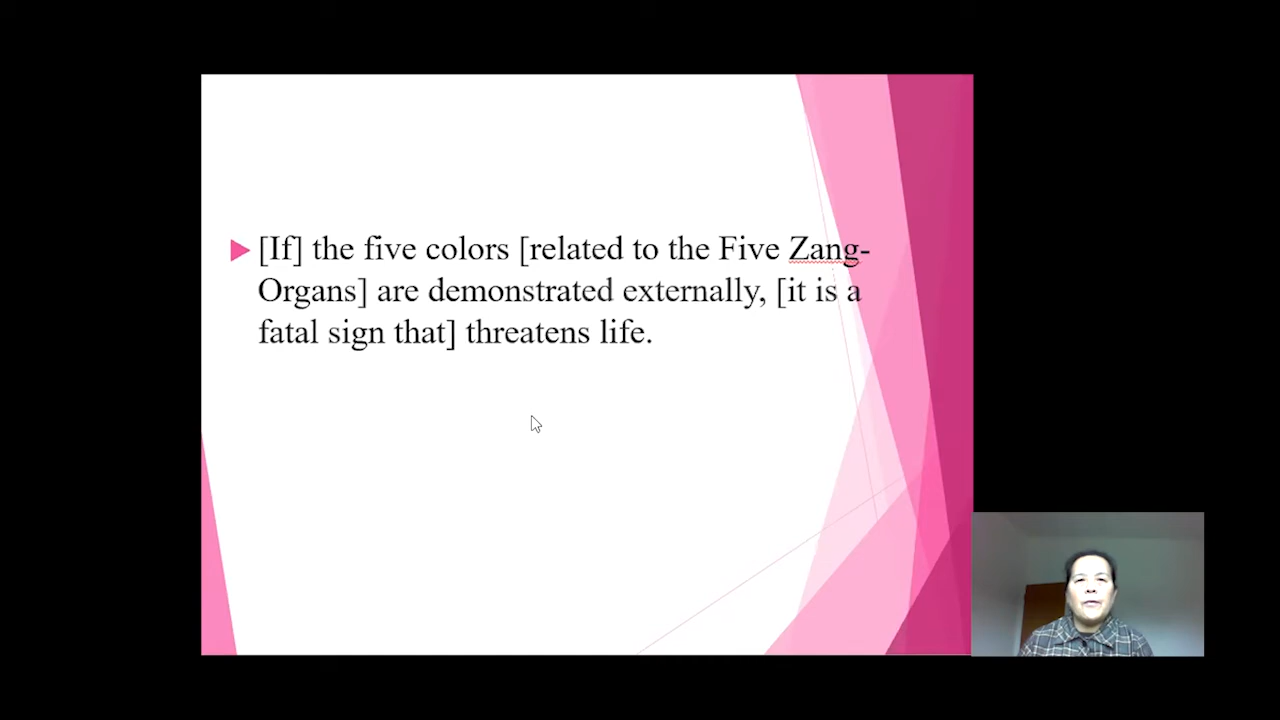 [If] the five colors [related to the Five Zang-
Organs] are demonstrated externally, [it is a
fatal sign that] threatens life.